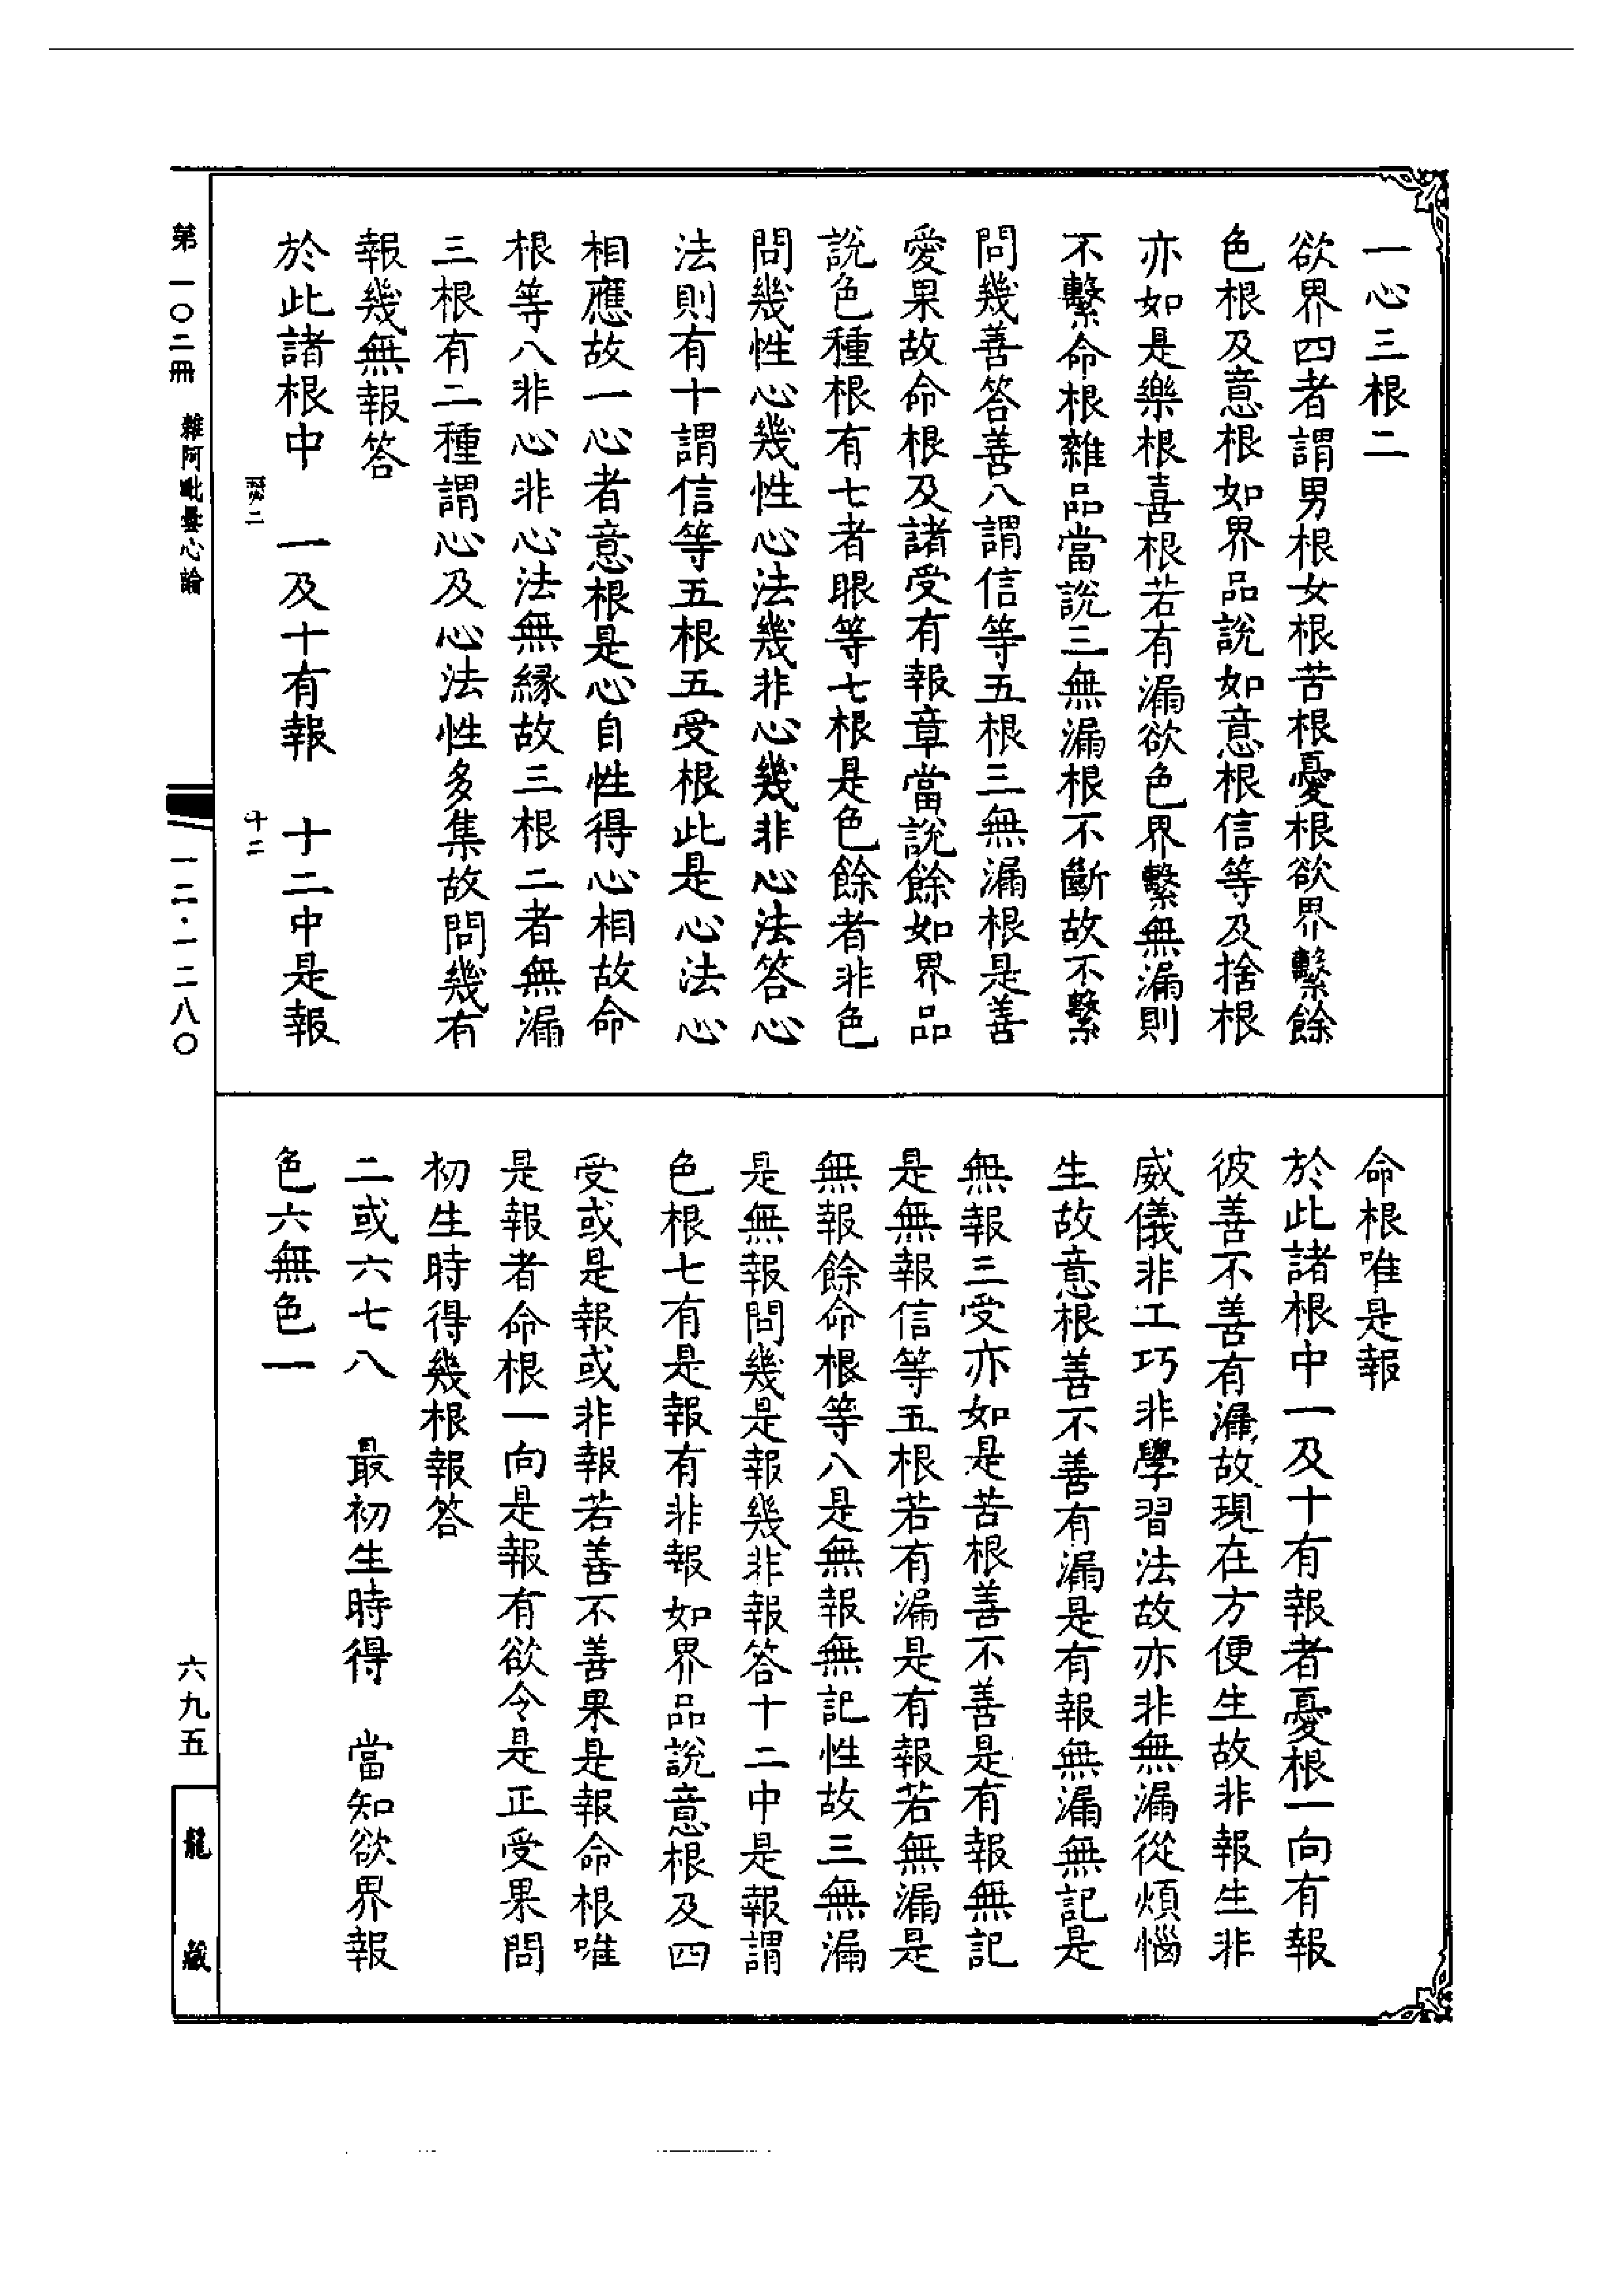 一心三根二
欲界四者謂男根女根苦根憂根欲界繫餘
色根及意根如界品說如意根信等及捨根
亦如是樂根喜根若有漏欲色界繫無漏則
不繫命根雜品當說三無漏根不斷故不繫
問幾善答善八謂信等五根三無漏根是善
愛果故命根及諸受有報章當說餘如界品
說色種根有七者眼等七根是色餘者非色
問幾性心幾性心法幾非心幾非心法答心
法則有十謂信等五根五受根此是心法心
相應故一心者意根是心自性得心相故命
根等八非心非心法無緣故三根二者無漏
三根有二種謂心及心法性多集故問幾有
報幾無報答
於此諸根中　一及十有報　十二中是報
命根唯是報
於此諸根中一及十有報者憂根一向有報
彼善不善有漏故現在方便生故非報生非
威儀非工巧非學習法故亦非無漏從煩惱
生故意根善不善有漏是有報無漏無記是
無報三受亦如是苦根善不善是有報無記
是無報信等五根若有漏是有報若無漏是
無報餘命根等八是無報無記性故三無漏
是無報問幾是報幾非報答十二中是報謂
色根七有是報有非報如界品說意根及四
受或是報或非報若善不善果是報命根唯
是報者命根一向是報有欲令是正受果問
初生時得幾根報答
二或六七八　最初生時得　當知欲界報
色六無色一
第一〇二冊　雜阿毗曇心論
二
十二
一二·一二八〇
六九五
龍藏